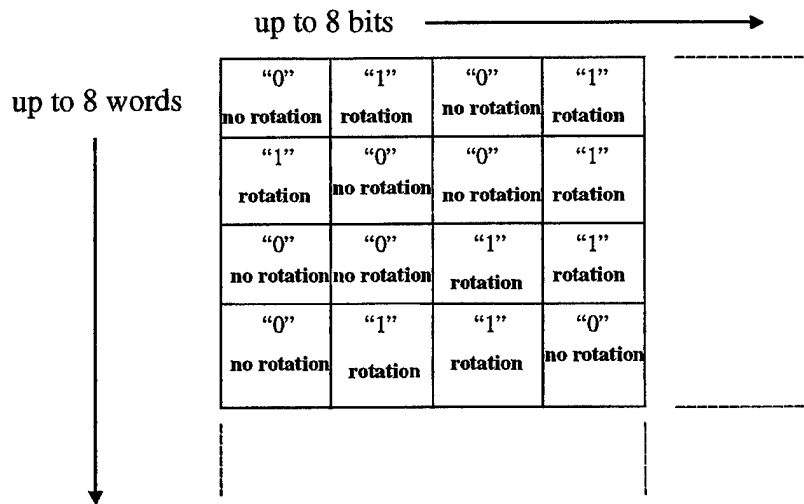 up to 8 bits
up to 8 words
“0” “1” “0” “1”
no rotation rotation no rotation rotation
“1” “0” “0” “1”
rotation no rotation no rotation rotation
“0” “0” “1” “1”
no rotation no rotation rotation rotation
“0” “1” “1” “0”
no rotation rotation rotation no rotation